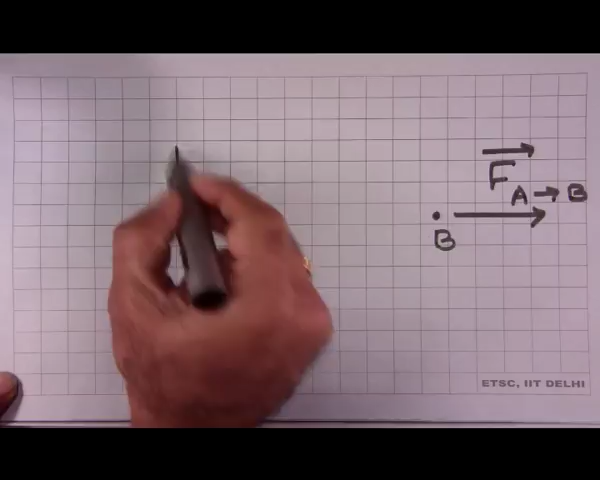 F A → B
B
ETSC, IIT DELHI